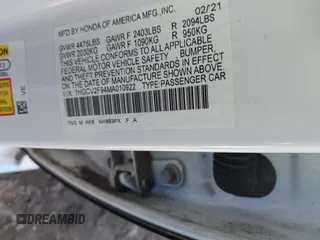 MFD. BY HONDA OF AMERICA MFG., INC. 02/21
GVWR 4475LBS GAWR F 2403LBS R 2094LBS
GVWR 2030KG GAWR F 1090KG R 950KG
THIS VEHICLE CONFORMS TO ALL APPLICABLE
FEDERAL MOTOR VEHICLE SAFETY, BUMPER,
AND THEFT PREVENTION STANDARDS IN EFFECT
ON THE DATE OF MANUFACTURE SHOWN ABOVE.
V.I.N. 1HGCV2F94MA010922 TYPE:PASSENGER CAR
NH883PX F A
VIE
DREAMBID